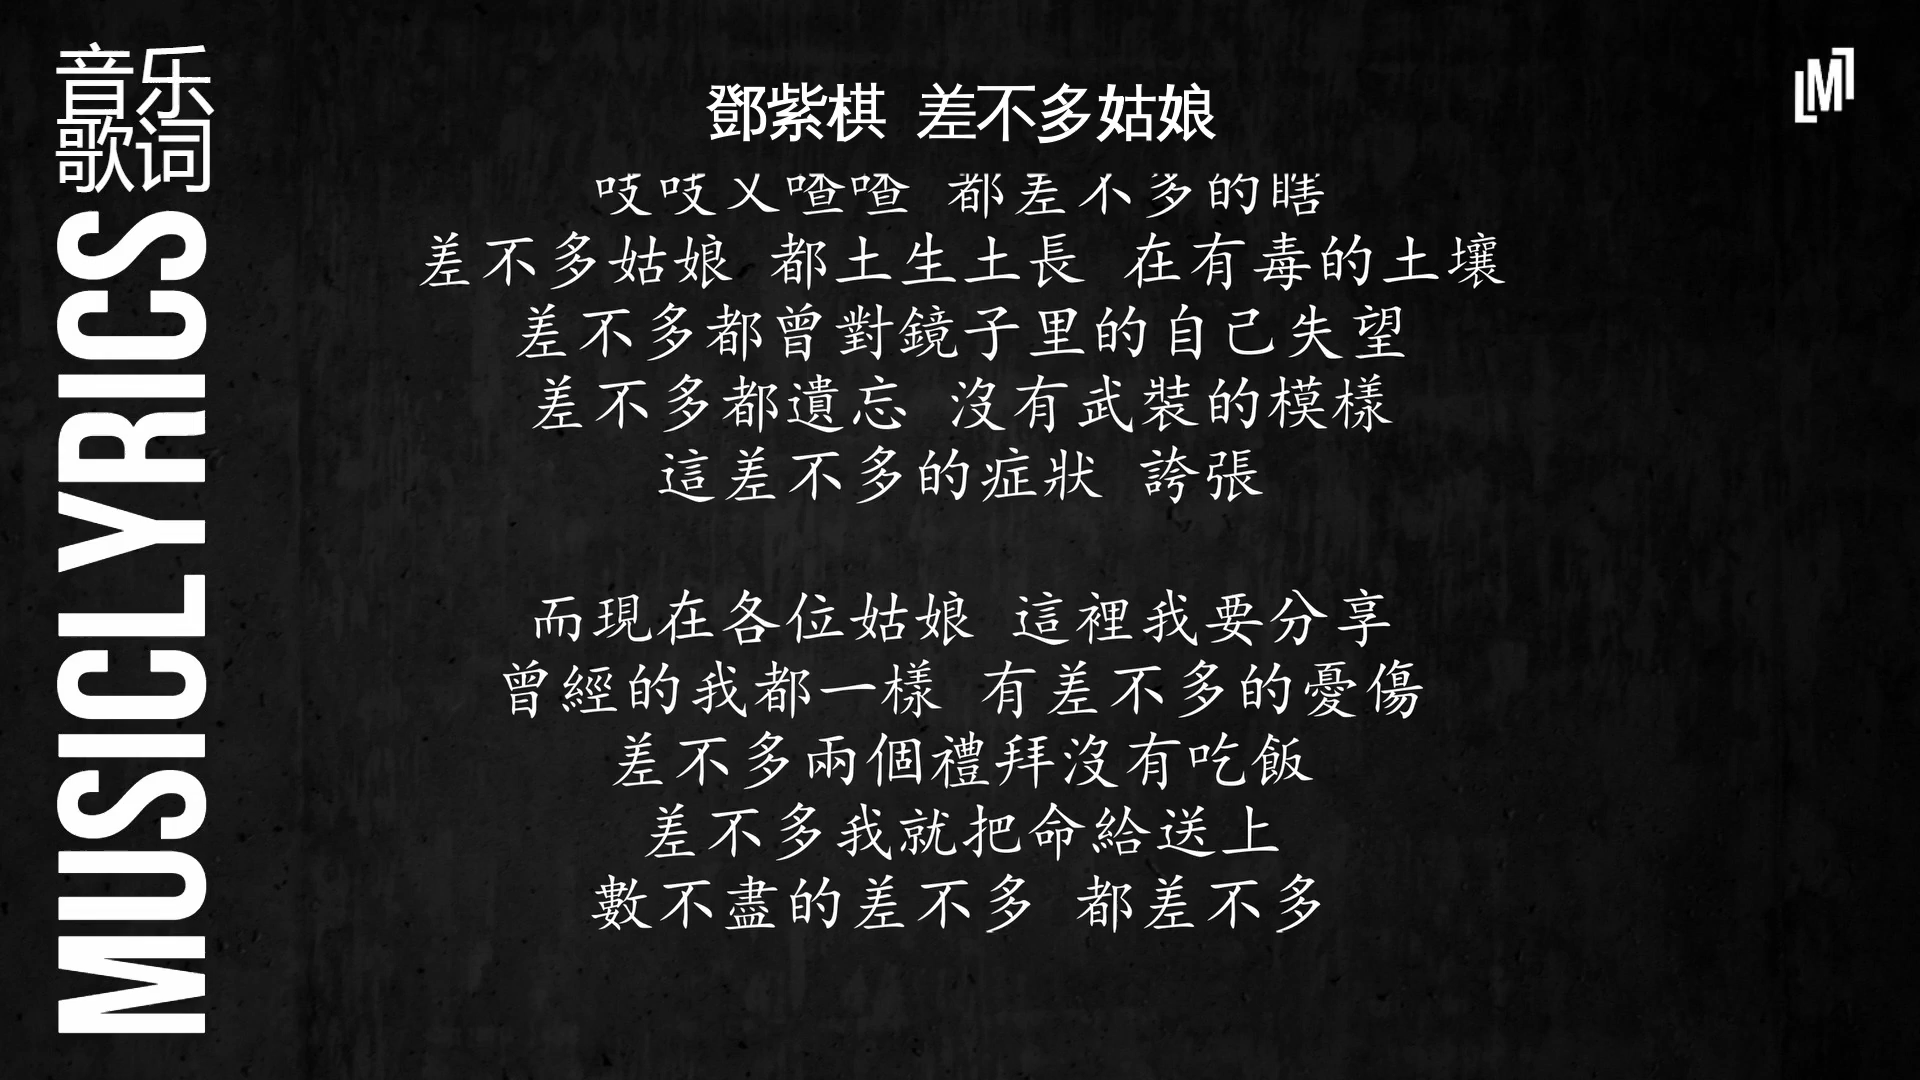 音乐
歌词
MUSICLYRICS
LML
鄧紫棋 差不多姑娘
吱吱又喳喳 都差不多的瞎
差不多姑娘 都土生土長 在有毒的土壤
差不多都曾對鏡子里的自己失望
差不多都遺忘 沒有武裝的模樣
這差不多的症狀 誇張
而現在各位姑娘 這裡我要分享
曾經的我都一樣 有差不多的憂傷
差不多兩個禮拜沒有吃飯
差不多我就把命給送上
數不盡的差不多 都差不多